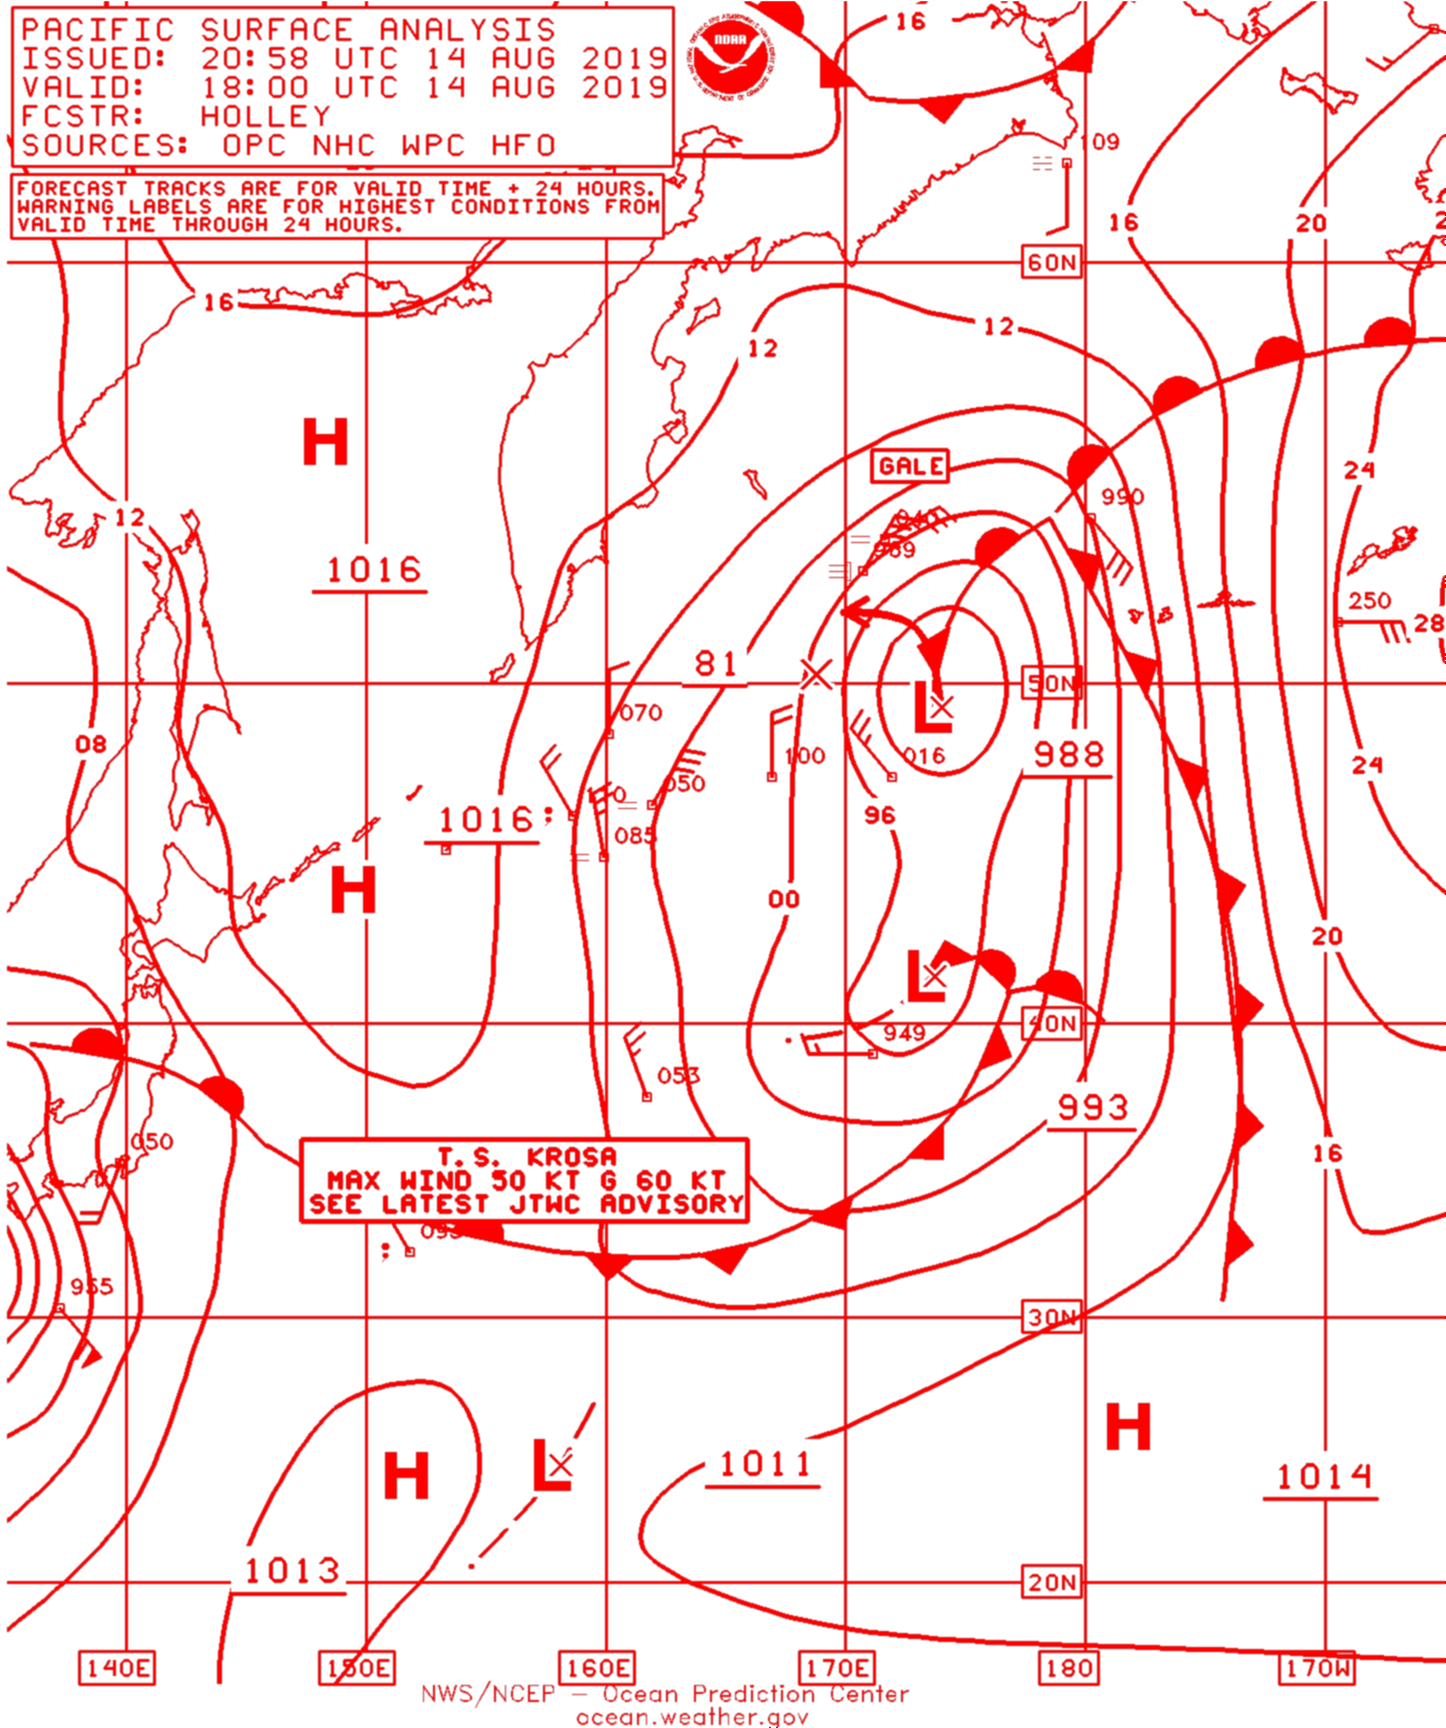 PACIFIC SURFACE ANALYSIS
ISSUED: 20:58 UTC 14 AUG 2019
VALID: 18:00 UTC 14 AUG 2019
FCSTR: HOLLEY
SOURCES: OPC NHC WPC HFO
FORECAST TRACKS ARE FOR VALID TIME + 24 HOURS.
WARNING LABELS ARE FOR HIGHEST CONDITIONS FROM
VALID TIME THROUGH 24 HOURS.
NOAA
16
109
16
20
60N
16
12
12
H
GALE
24
990
12
1016
250
28
81
50N
L
070
08
100
016
988
24
050
96
1016
085
H
00
20
L
40N
949
053
993
050
16
T.S. KROSA
MAX WIND 50 KT G 60 KT
SEE LATEST JTWC ADVISORY
965
30N
H
H
L
1011
1014
1013
20N
140E
150E
160E
170E
180
170W
NWS/NCEP – Ocean Prediction Center
ocean.weather.gov